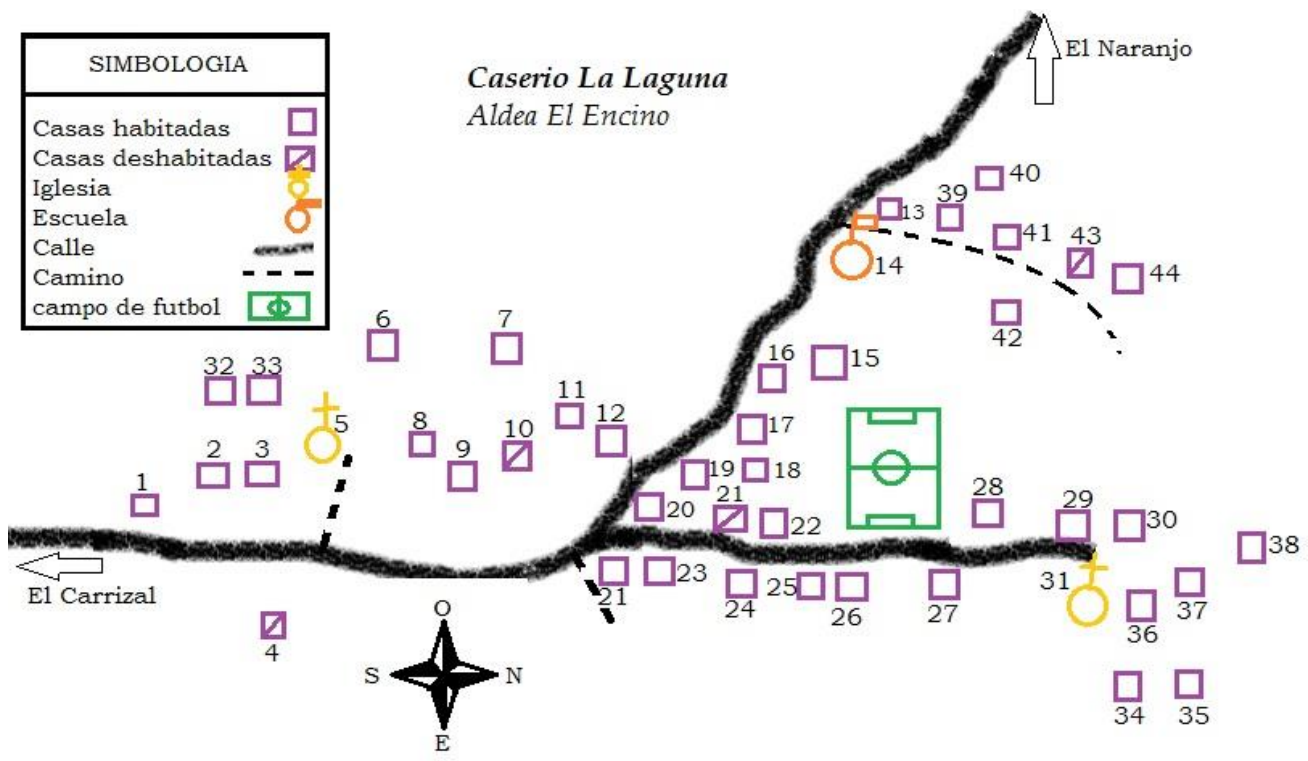 SIMBOLOGIA
Casas habitadas
Casas deshabitadas
Iglesia
Escuela
Calle
Camino
campo de futbol
Caserio La Laguna
Aldea El Encino
El Naranjo
40
39
13
41
43
44
14
42
6
7
16
15
32
33
11
12
17
5
8
10
2
3
9
19
18
1
21
20
22
28
29
30
38
El Carrizal
21
23
24
25
26
27
31
37
36
4
34
35
O
S
N
E